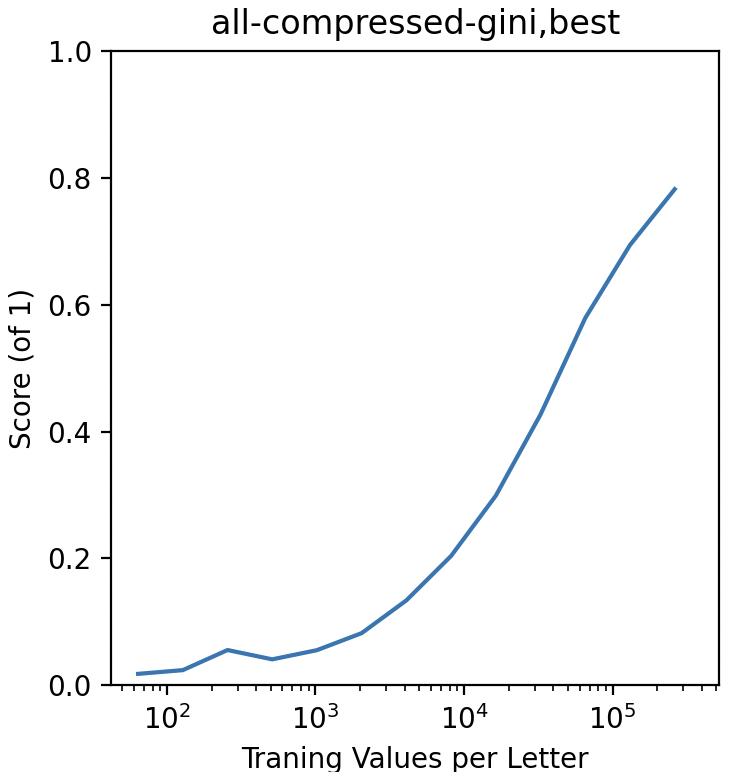 all-compressed-gini,best
1.0
0.8
0.6
0.4
0.2
0.0
Score (of 1)
10² 10³ 10⁴ 10⁵
Traning Values per Letter